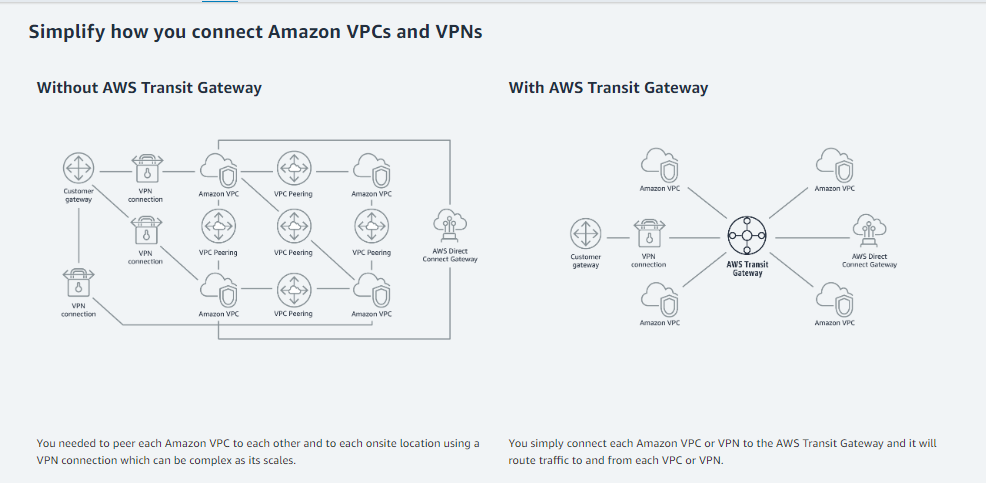 Simplify how you connect Amazon VPCs and VPNs
Without AWS Transit Gateway
Customer
gateway
VPN
connection
Amazon VPC
VPC Peering
Amazon VPC
VPN
connection
VPC Peering
VPC Peering
VPC Peering
AWS Direct
Connect Gateway
VPN
connection
Amazon VPC
VPC Peering
Amazon VPC
You needed to peer each Amazon VPC to each other and to each onsite location using a
VPN connection which can be complex as its scales.
With AWS Transit Gateway
Amazon VPC
Amazon VPC
Customer
gateway
VPN
connection
AWS Transit
Gateway
AWS Direct
Connect Gateway
Amazon VPC
Amazon VPC
You simply connect each Amazon VPC or VPN to the AWS Transit Gateway and it will
route traffic to and from each VPC or VPN.